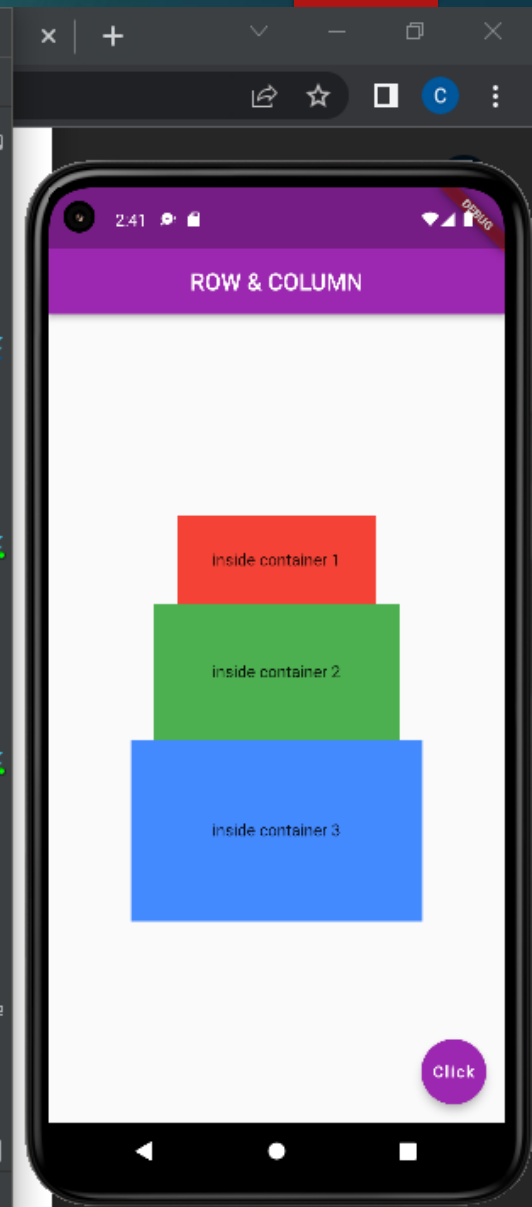 C
2:41
DEBUG
ROW & COLUMN
inside container 1
inside container 2
inside container 3
Click